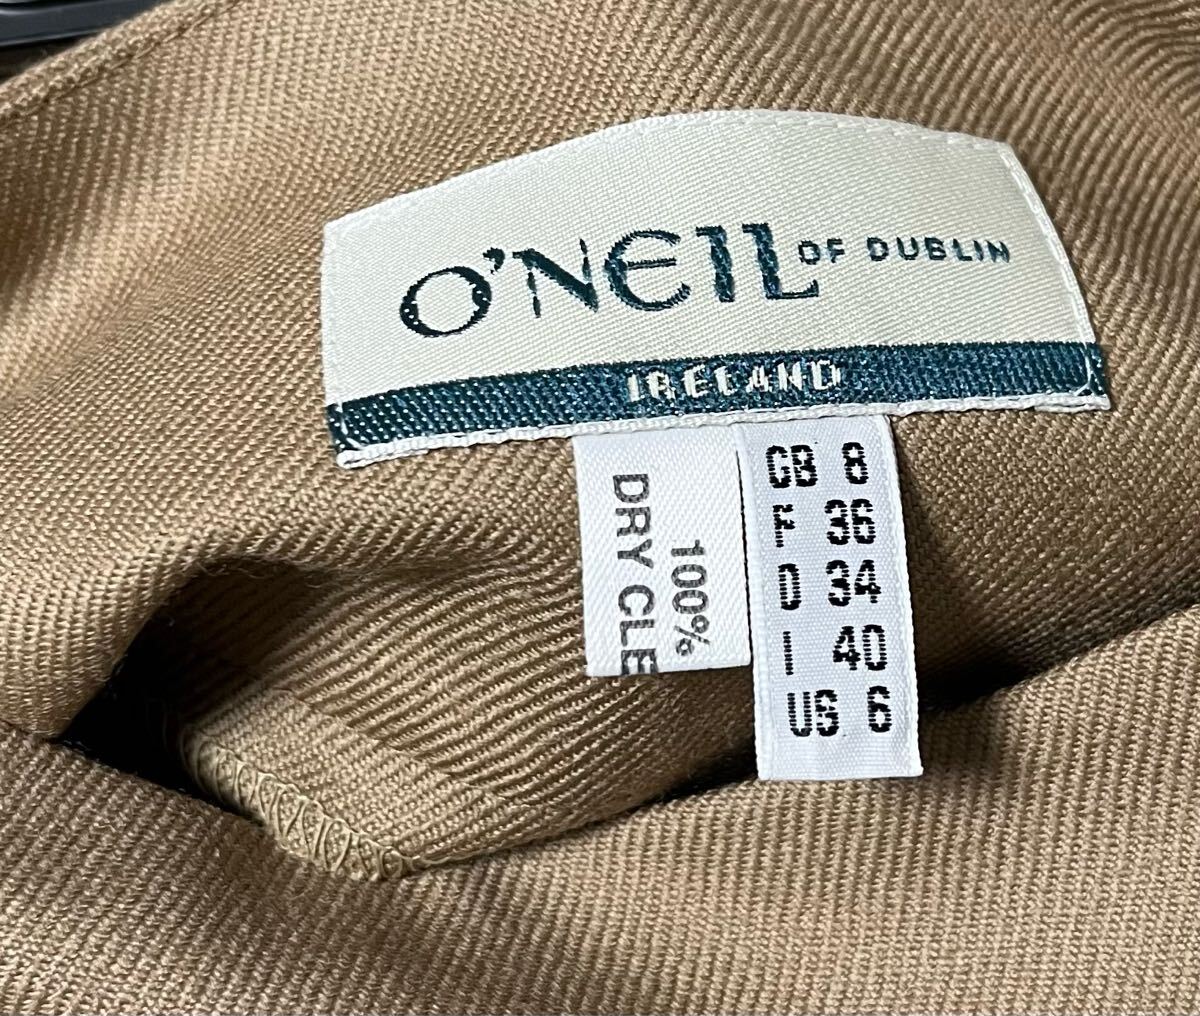 O'NEIL OF DUBLIN
IRELAND
100%
DRY CLE
GB 8
F 36
D 34
I 40
US 6